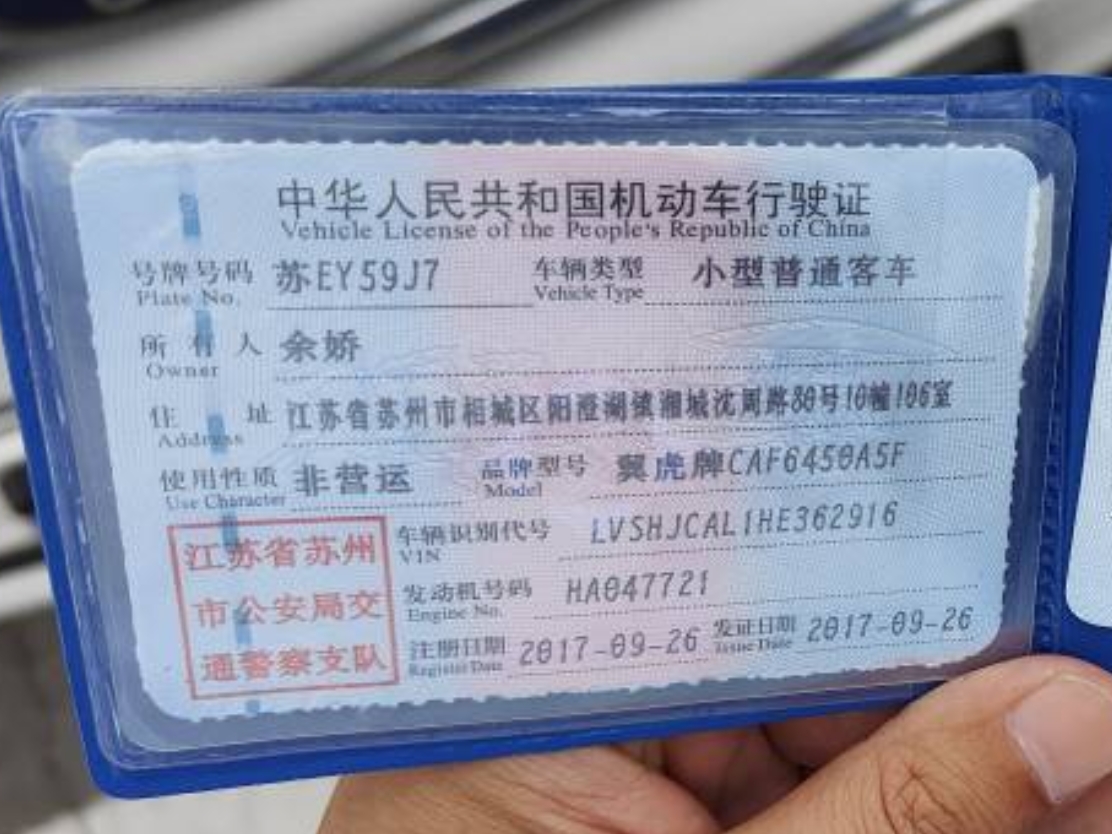 中华人民共和国机动车行驶证
Vehicle License of the People's Republic of China
号牌号码 苏EY59J7 车辆类型 小型普通客车
Plate No. Vehicle Type
所有人 余娇
Owner
住址 江苏省苏州市相城区阳澄湖镇湘城沈周路80号10幢106室
Address
使用性质 非营运 品牌型号 翼虎牌CAF6450A5F
Use Character Model
车辆识别代号 LVSHJCAL1HE362916
VIN
发动机号码 HA047721
Engine No.
注册日期 2017-09-26 发证日期 2017-09-26
Register Date Issue Date
江苏省苏州
市公安局交
通警察支队